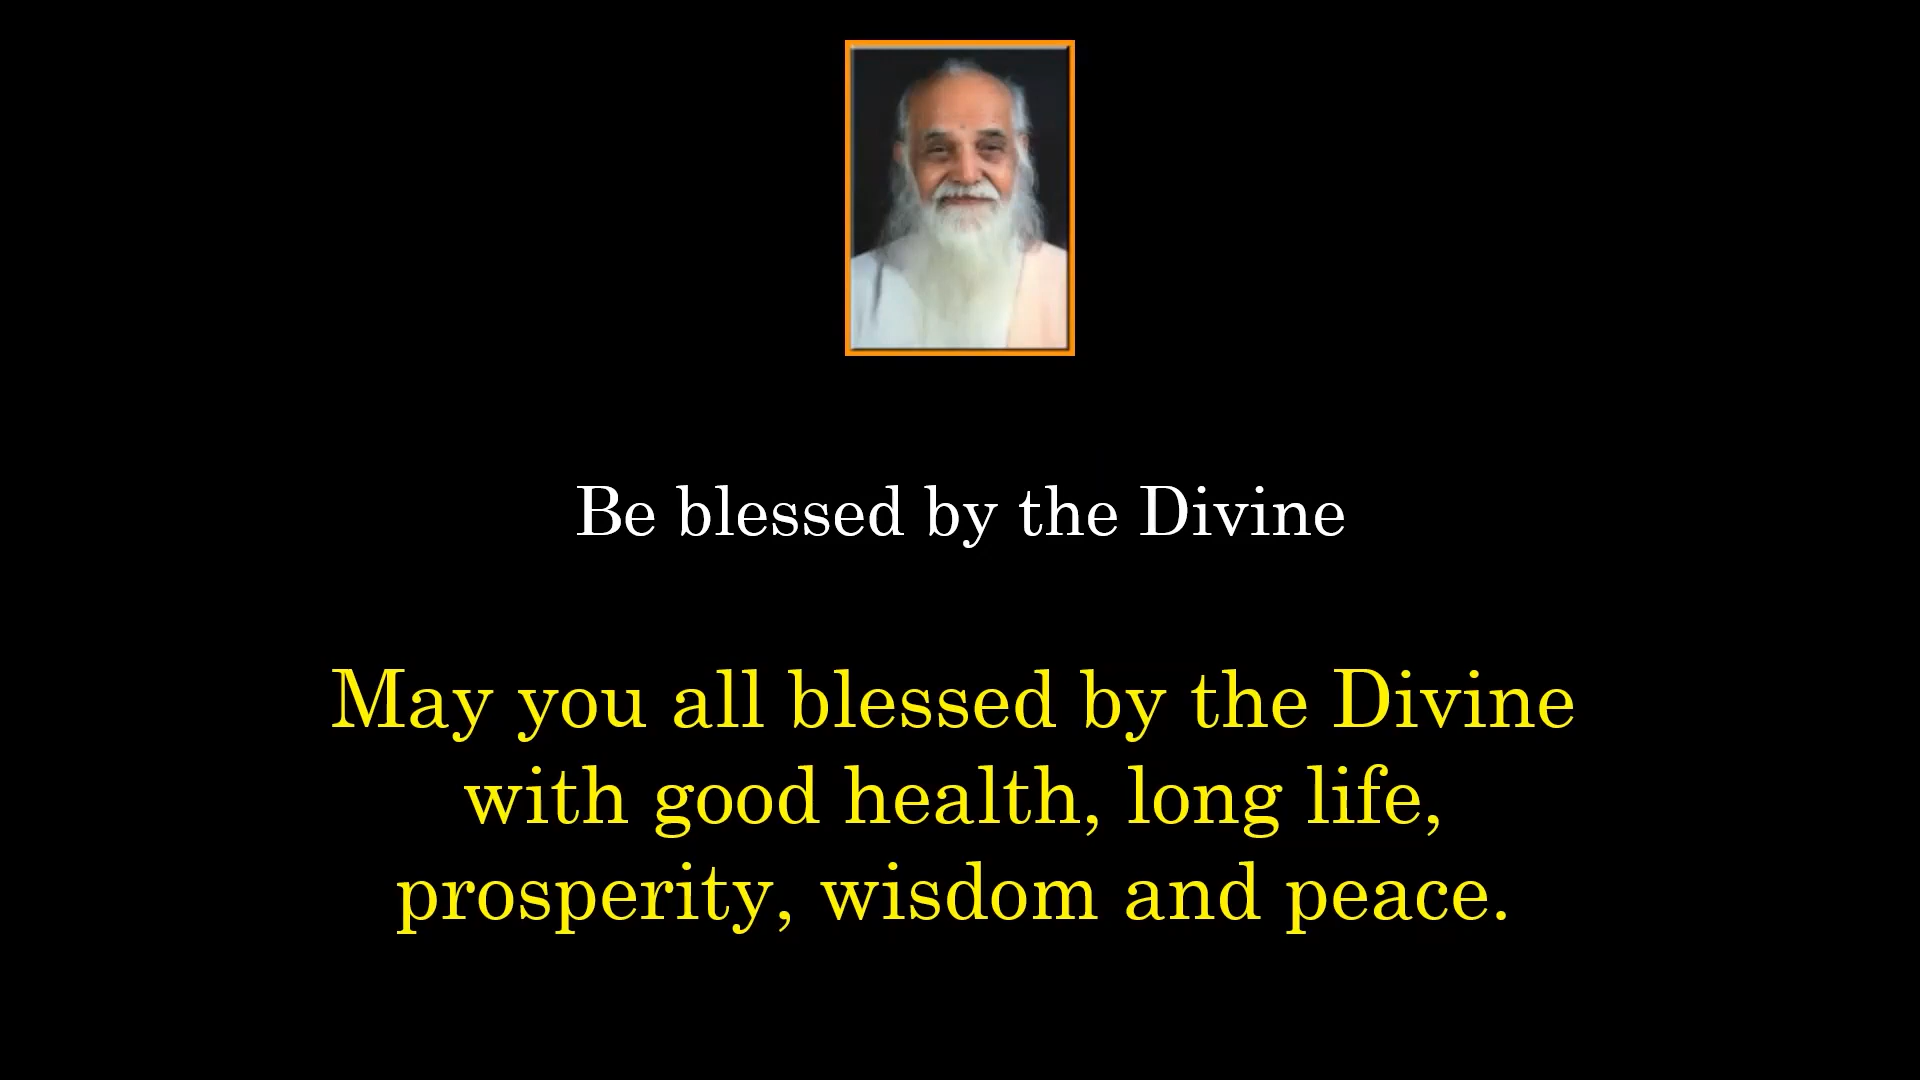 Be blessed by the Divine
May you all blessed by the Divine
with good health, long life,
prosperity, wisdom and peace.